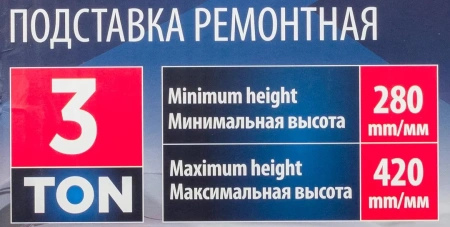 ПОДСТАВКА РЕМОНТНАЯ
3
TON
Minimum height
Минимальная высота
280
mm/мм
Maximum height
Максимальная высота
420
mm/мм